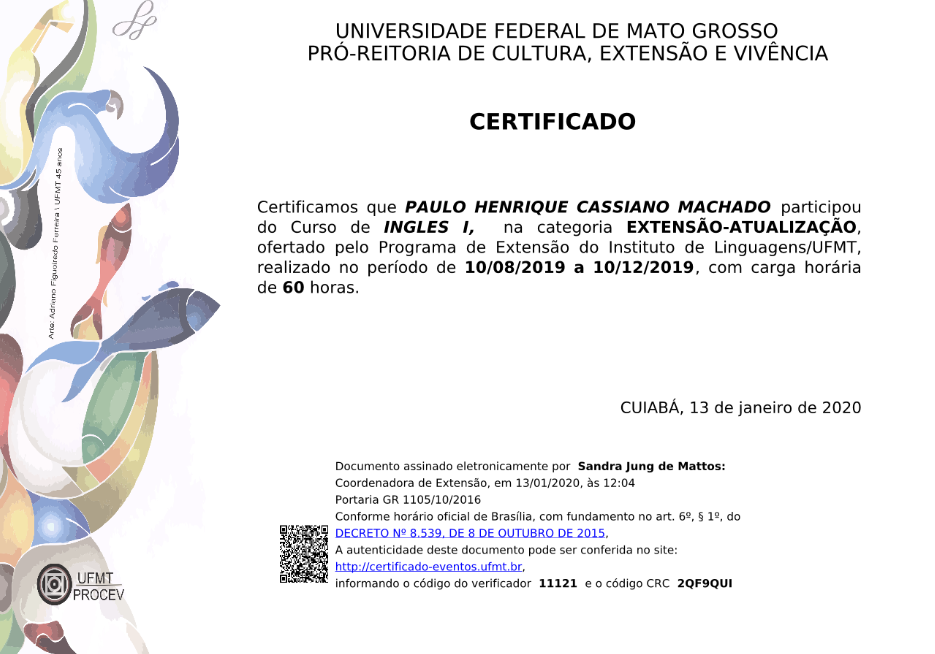 UNIVERSIDADE FEDERAL DE MATO GROSSO
PRÓ-REITORIA DE CULTURA, EXTENSÃO E VIVÊNCIA
CERTIFICADO
Certificamos que PAULO HENRIQUE CASSIANO MACHADO participou
do Curso de INGLES I, na categoria EXTENSÃO-ATUALIZAÇÃO,
ofertado pelo Programa de Extensão do Instituto de Linguagens/UFMT,
realizado no período de 10/08/2019 a 10/12/2019, com carga horária
de 60 horas.
CUIABÁ, 13 de janeiro de 2020
Documento assinado eletronicamente por Sandra Jung de Mattos:
Coordenadora de Extensão, em 13/01/2020, às 12:04
Portaria GR 1105/10/2016
Conforme horário oficial de Brasília, com fundamento no art. 6º, § 1º, do
DECRETO Nº 8.539, DE 8 DE OUTUBRO DE 2015,
A autenticidade deste documento pode ser conferida no site:
http://certificado-eventos.ufmt.br,
informando o código do verificador 11121 e o código CRC 2QF9QUI
Arte: Adriano Figueiredo Ferreira | UFMT 45 anos
UFMT
PROCEV